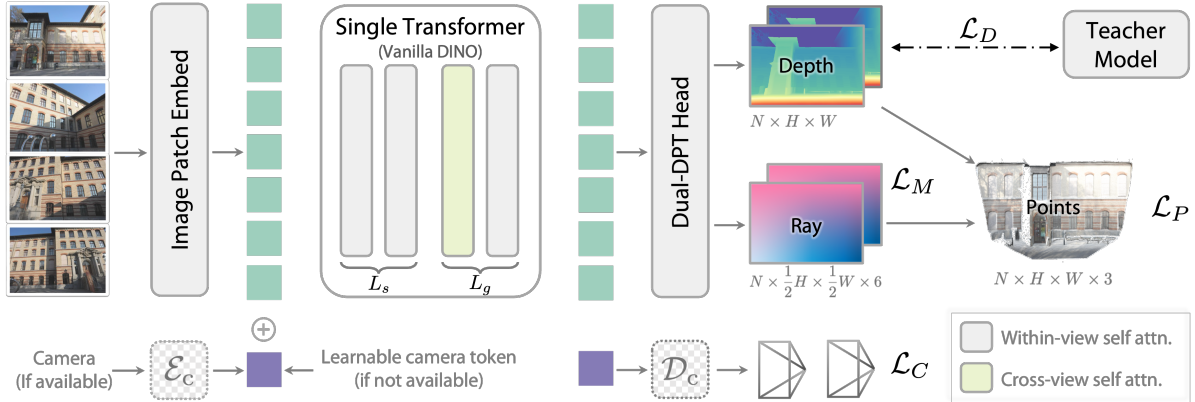 Image Patch Embed
Single Transformer
(Vanilla DINO)
L_s
L_g
Dual-DPT Head
Depth
N × H × W
ℒ_D
Teacher
Model
Ray
N × 1/2 H × 1/2 W × 6
ℒ_M
Points
N × H × W × 3
ℒ_P
Camera
(If available)
ℰ_C
+
Learnable camera token
(if not available)
𝒟_C
ℒ_C
Within-view self attn.
Cross-view self attn.